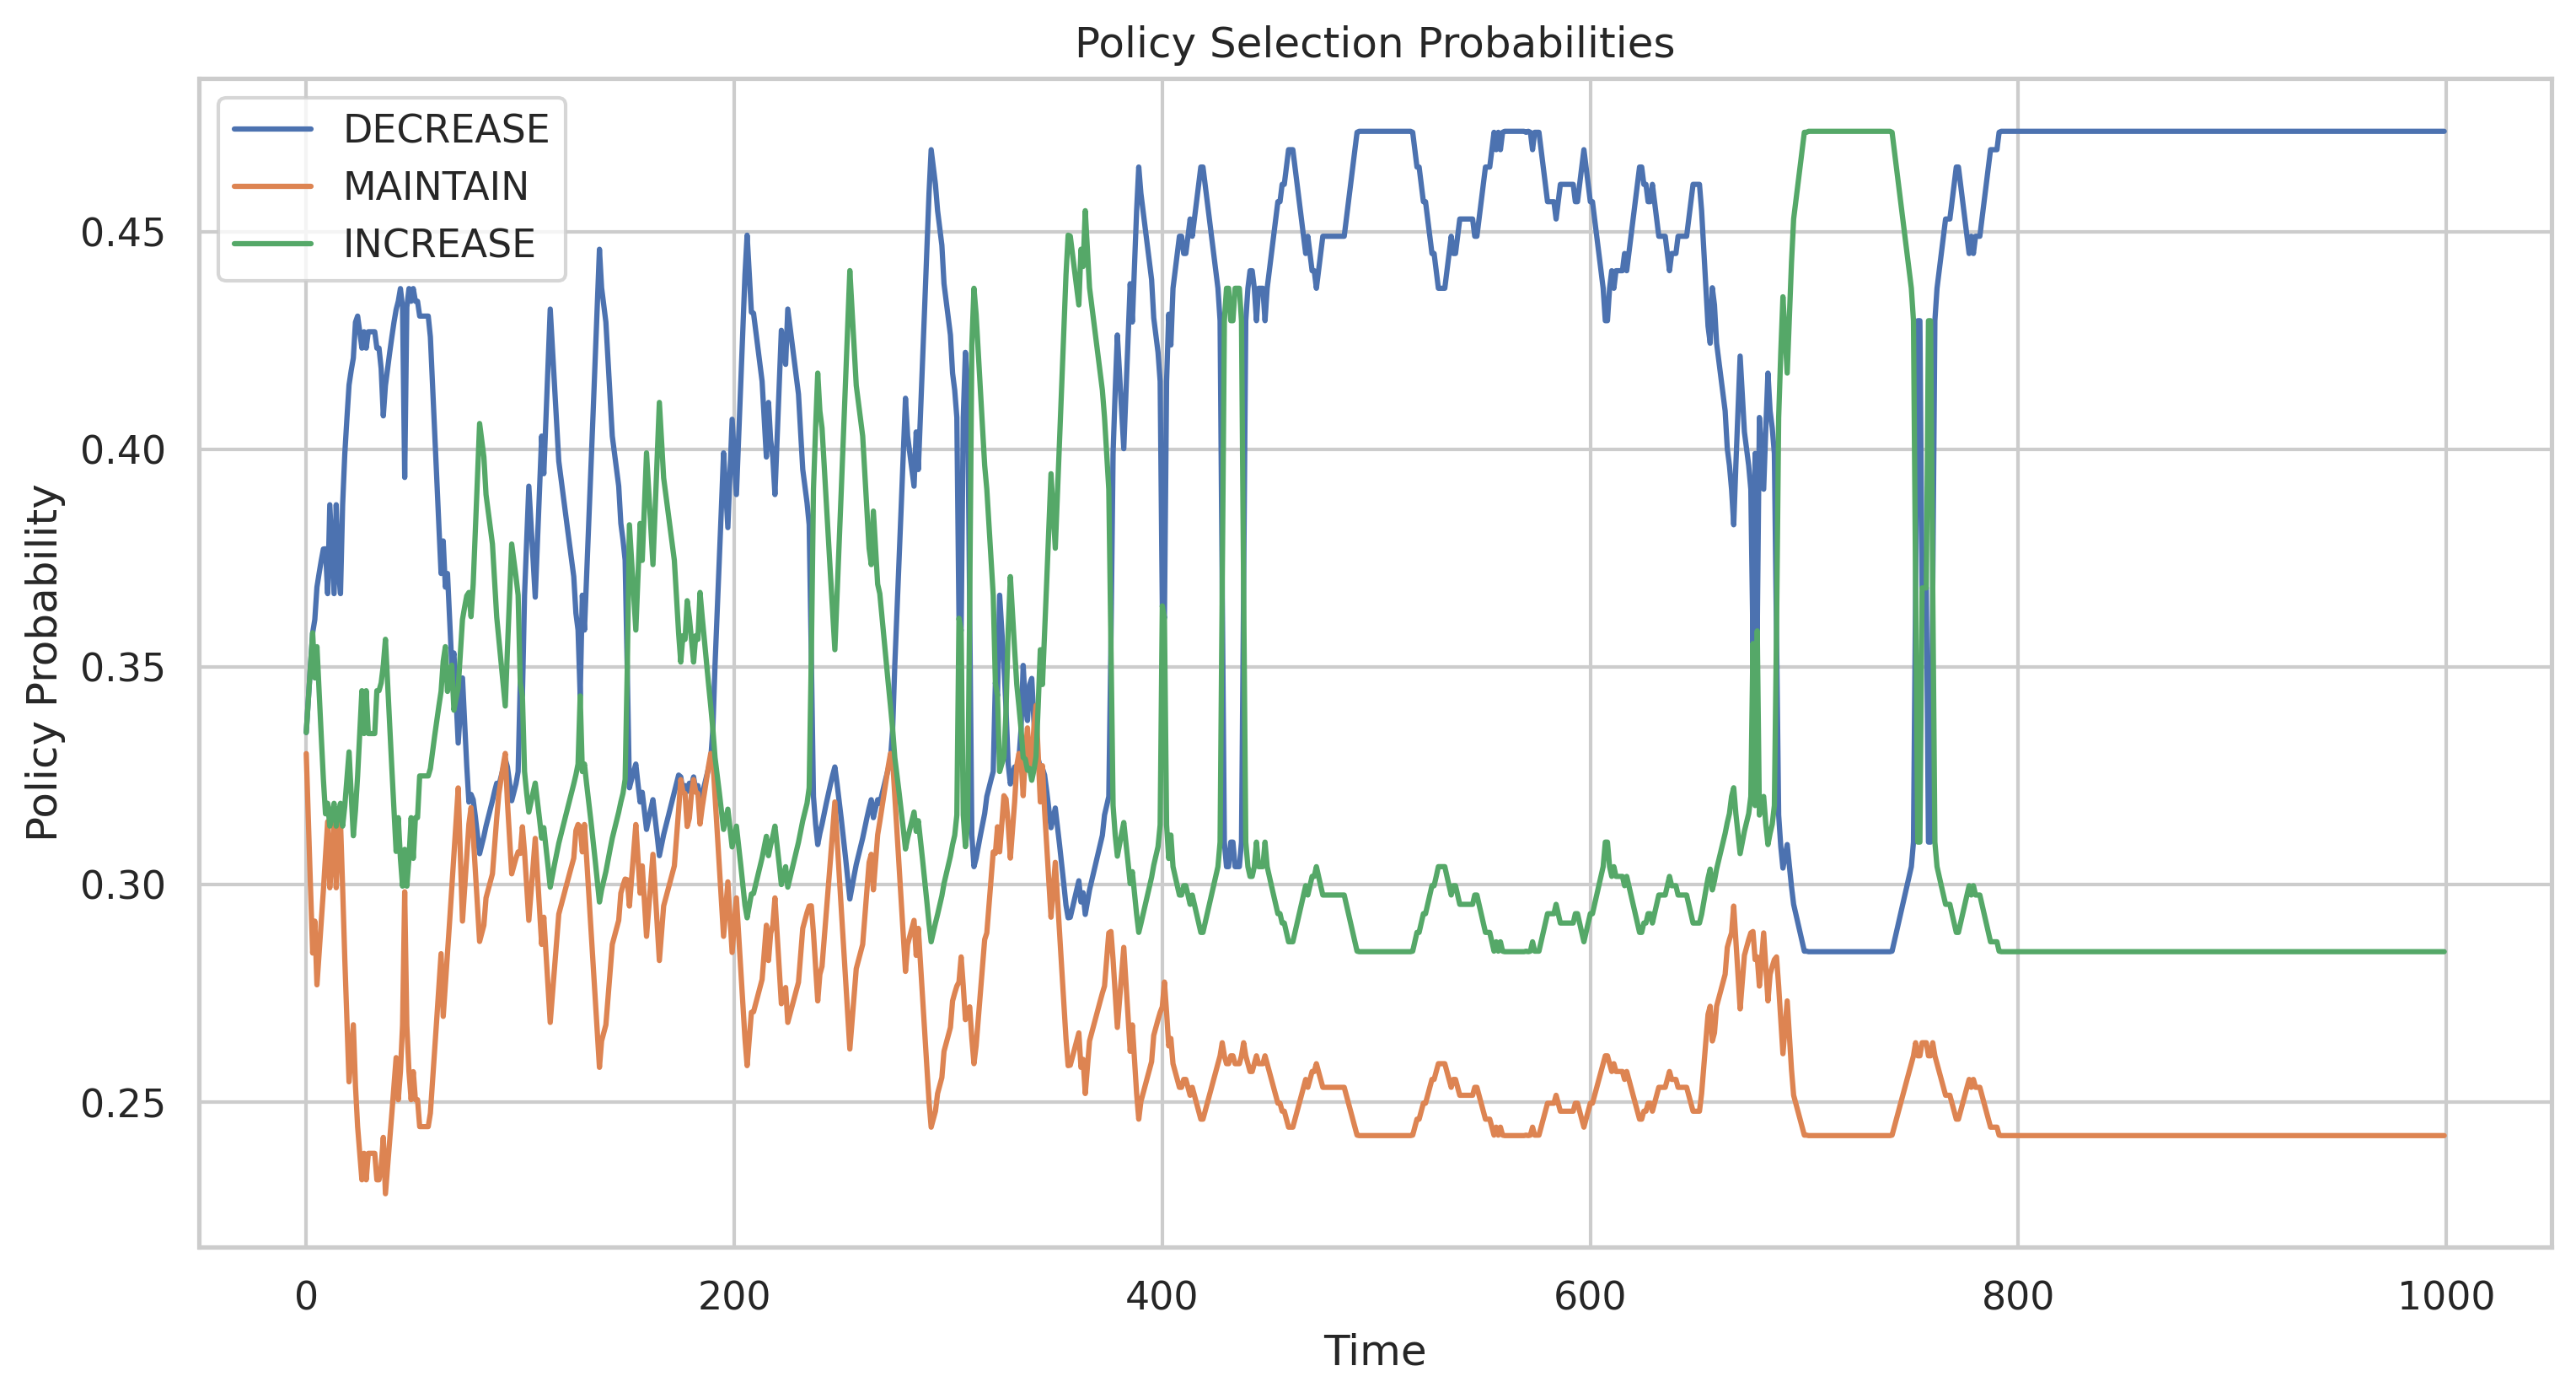 Policy Selection Probabilities
DECREASE
MAINTAIN
INCREASE
Policy Probability
0.45
0.40
0.35
0.30
0.25
0 200 400 600 800 1000
Time